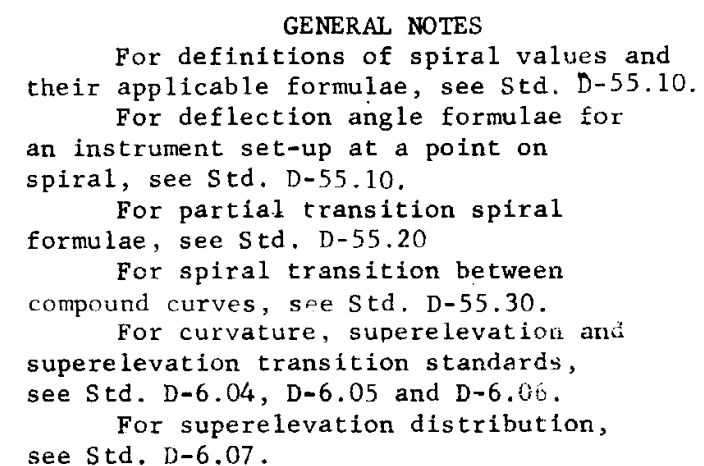 GENERAL NOTES
For definitions of spiral values and
their applicable formulae, see Std. D-55.10.
For deflection angle formulae for
an instrument set-up at a point on
spiral, see Std. D-55.10.
For partial transition spiral
formulae, see Std. D-55.20
For spiral transition between
compound curves, see Std. D-55.30.
For curvature, superelevation and
superelevation transition standards,
see Std. D-6.04, D-6.05 and D-6.06.
For superelevation distribution,
see Std. D-6.07.